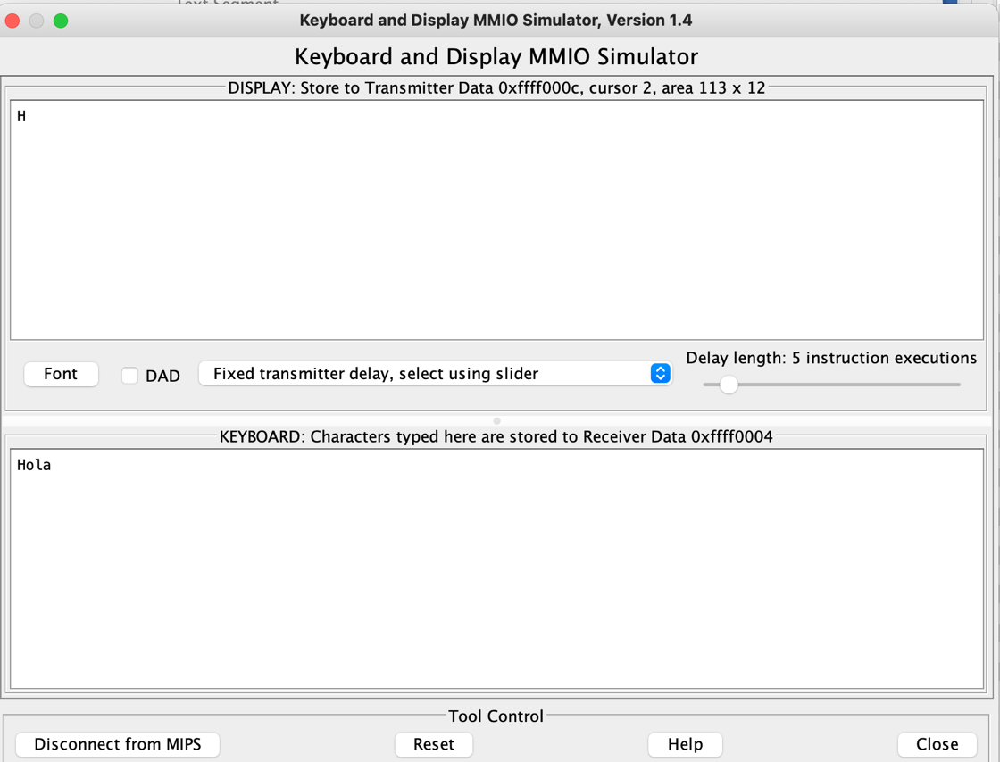 Text Segment
Keyboard and Display MMIO Simulator, Version 1.4
Keyboard and Display MMIO Simulator
DISPLAY: Store to Transmitter Data 0xffff000c, cursor 2, area 113 x 12
H
Font
DAD
Fixed transmitter delay, select using slider
Delay length: 5 instruction executions
KEYBOARD: Characters typed here are stored to Receiver Data 0xffff0004
Hola
Tool Control
Disconnect from MIPS
Reset
Help
Close